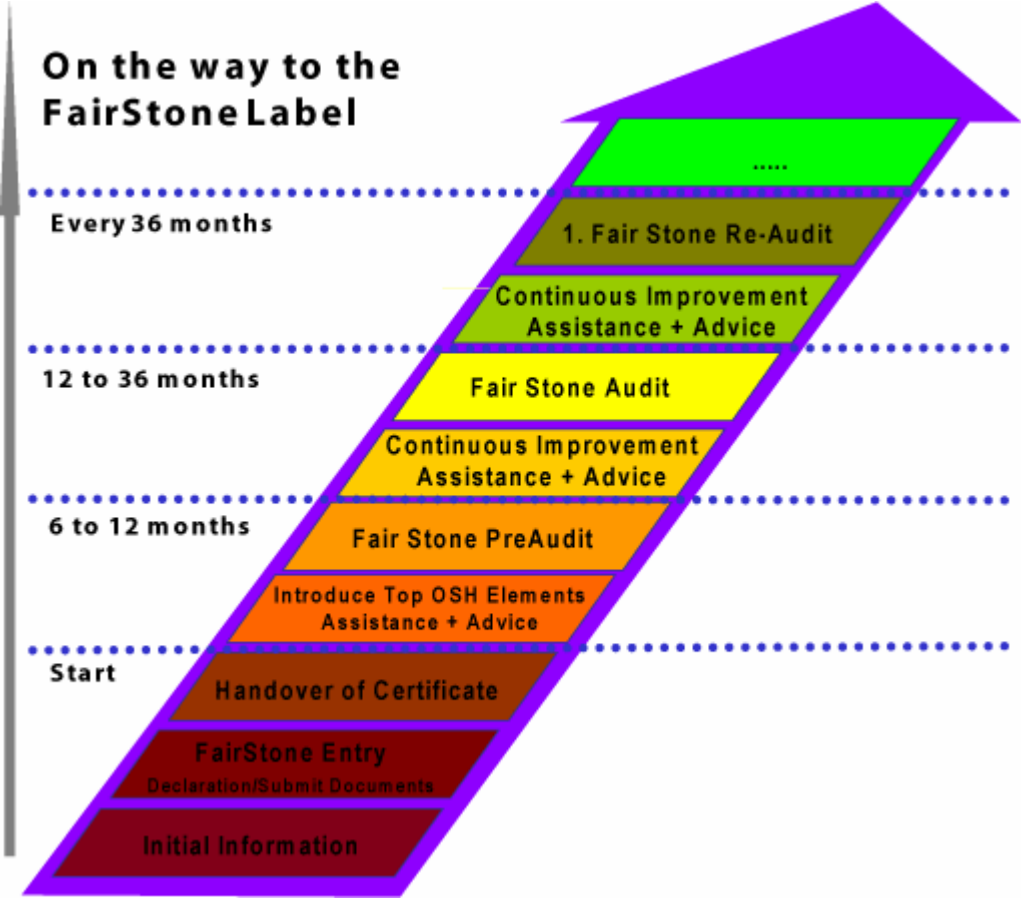 On the way to the
FairStone Label
.....
Every 36 months
1. Fair Stone Re-Audit
Continuous Improvement
Assistance + Advice
12 to 36 months
Fair Stone Audit
Continuous Improvement
Assistance + Advice
6 to 12 months
Fair Stone PreAudit
Introduce Top OSH Elements
Assistance + Advice
Start
Handover of Certificate
FairStone Entry
Declaration/Submit Documents
Initial Information